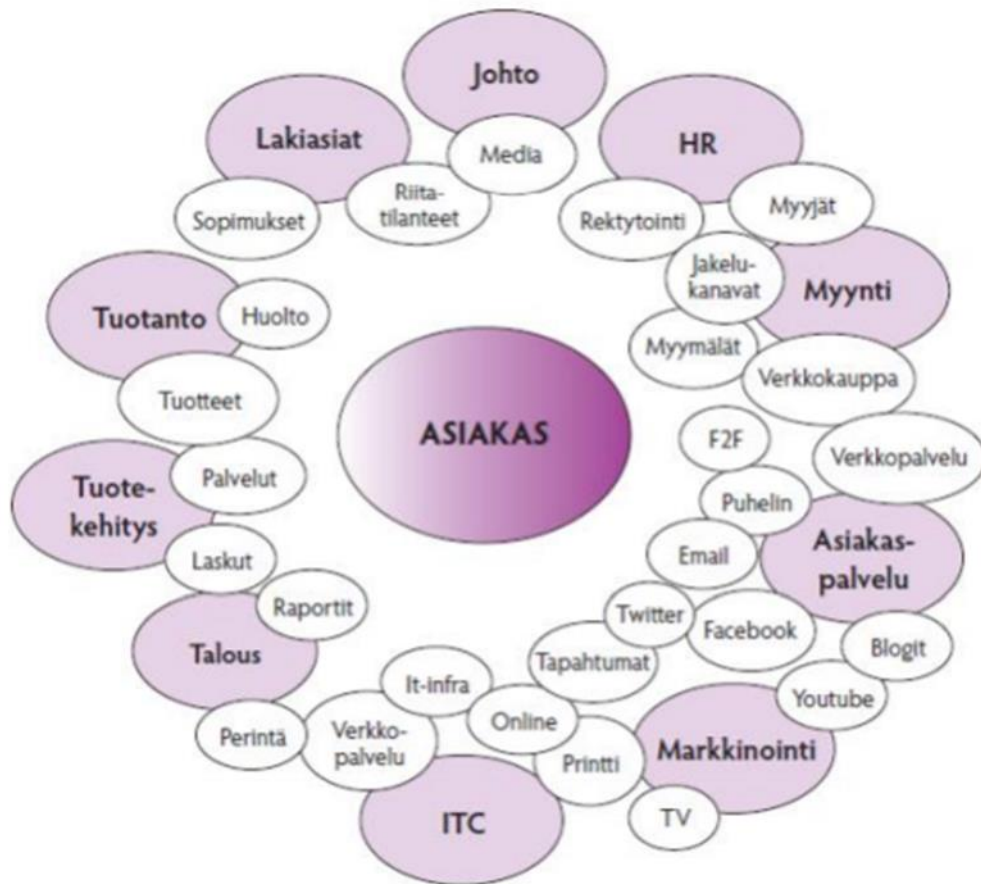 Johto
Media
Lakiasiat
Riita-
tilanteet
Sopimukset
HR
Rektytointi
Myyjät
Jakelu-
kanavat
Myynti
Myymälät
Verkkokauppa
Tuotanto
Huolto
Tuotteet
ASIAKAS
F2F
Verkkopalvelu
Puhelin
Email
Asiakas-
palvelu
Tuote-
kehitys
Palvelut
Laskut
Raportit
Talous
Perintä
Twitter
Facebook
Blogit
Tapahtumat
Youtube
It-infra
Online
Verkko-
palvelu
Printti
Markkinointi
TV
ITC